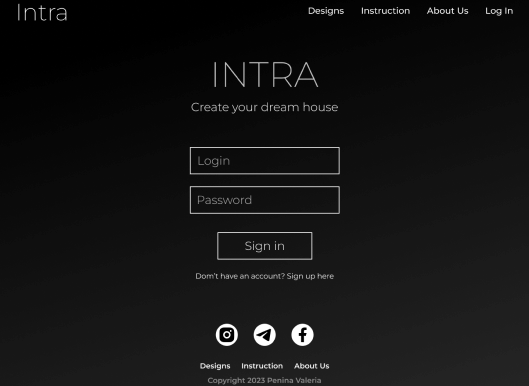 Intra
Designs Instruction About Us Log In
INTRA
Create your dream house
Login
Password
Sign in
Dom't have an account? Sign up here
Designs Instruction About Us
Copyright 2023 Penina Valeria